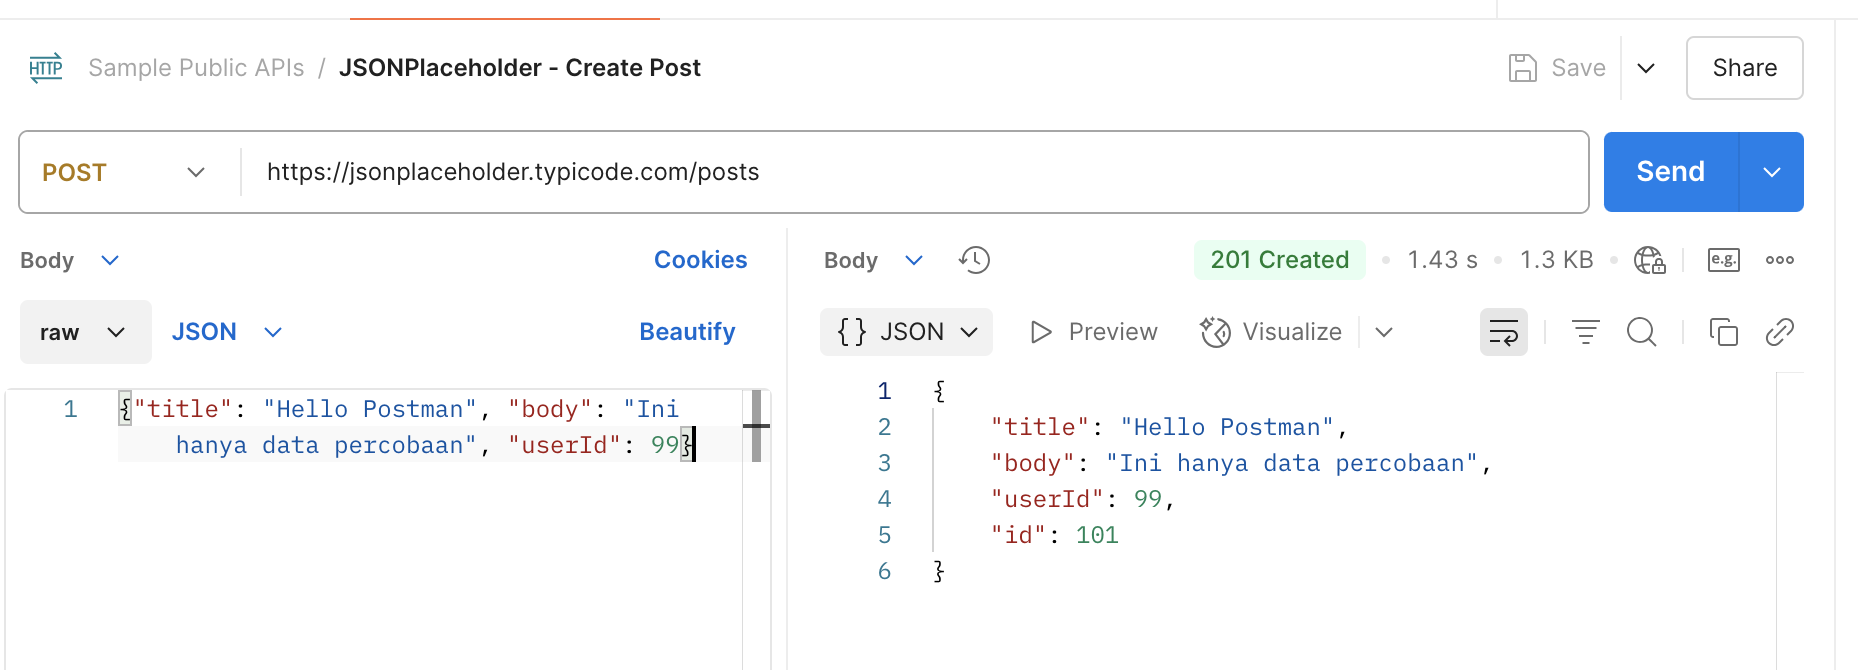 HTTP Sample Public APIs / JSONPlaceholder - Create Post Save Share
POST https://jsonplaceholder.typicode.com/posts Send
Body Cookies
raw JSON Beautify
1 {"title": "Hello Postman", "body": "Ini
hanya data percobaan", "userId": 99}
Body 201 Created • 1.43 s • 1.3 KB • e.g. ooo
{} JSON Preview Visualize
1 {
2 "title": "Hello Postman",
3 "body": "Ini hanya data percobaan",
4 "userId": 99,
5 "id": 101
6 }